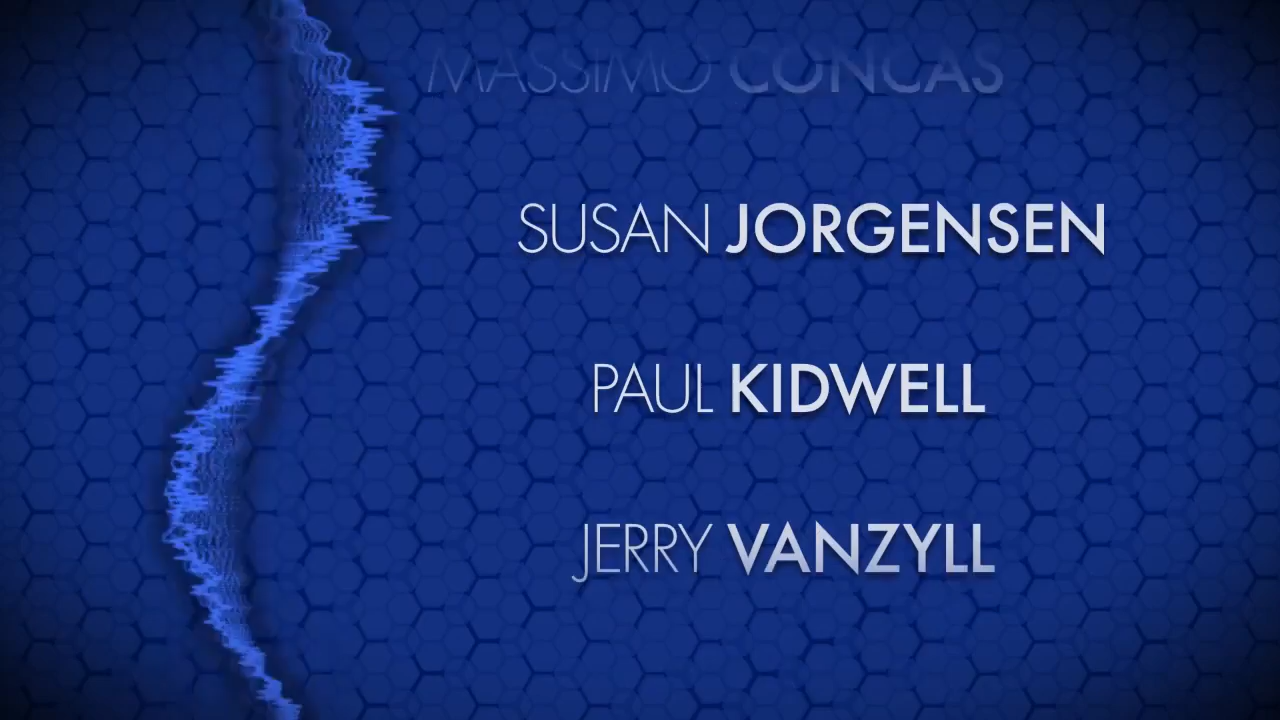 MASSIMO CONCAS
SUSAN JORGENSEN
PAUL KIDWELL
JERRY VANZYLL